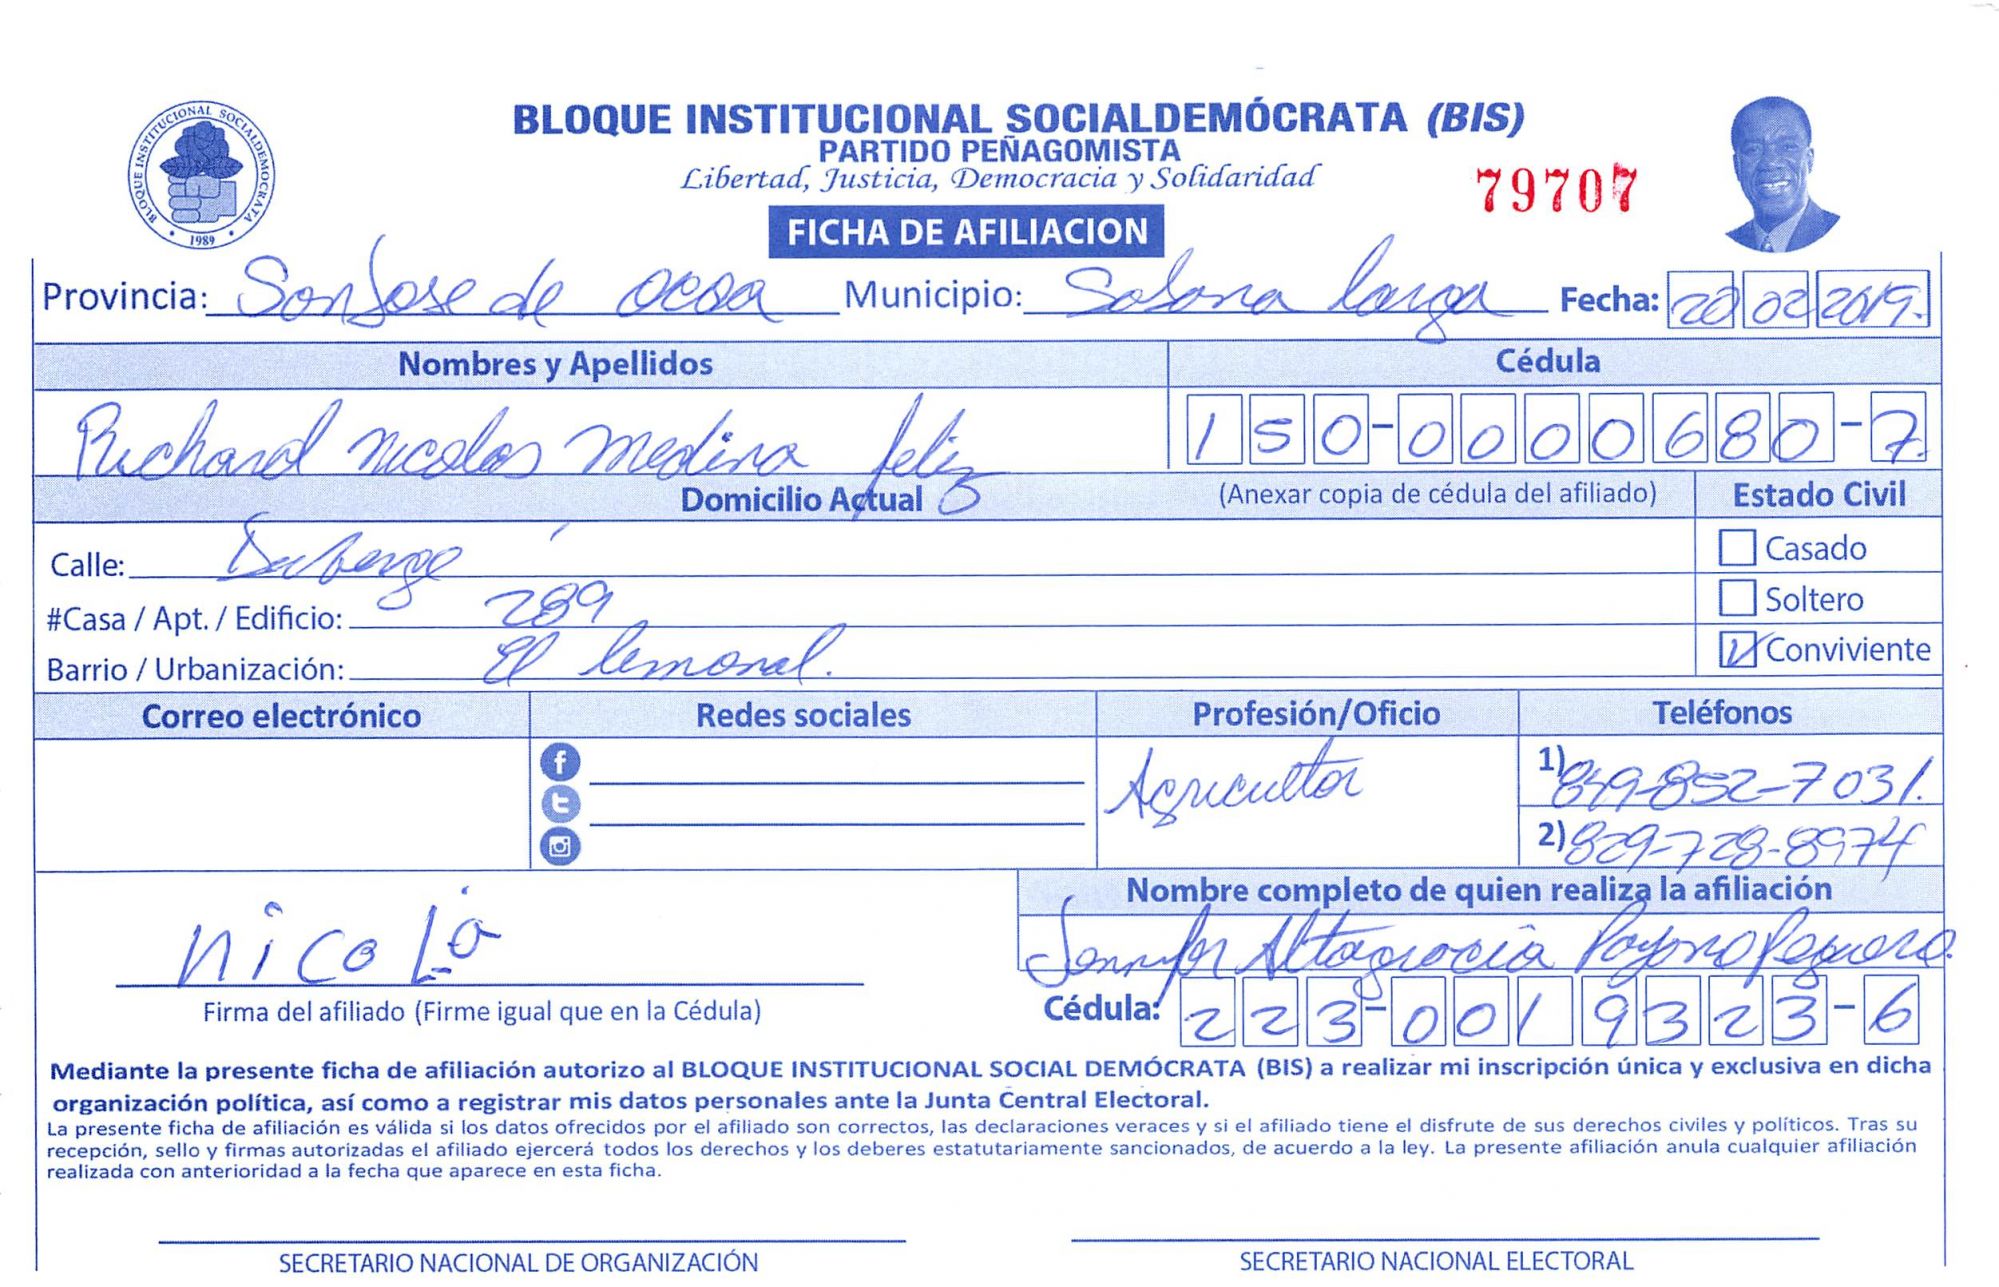 BLOQUE INSTITUCIONAL SOCIALDEMÓCRATA (BIS)
PARTIDO PEÑAGOMISTA
Libertad, Justicia, Democracia y Solidaridad
79707
BLOQUE INSTITUCIONAL SOCIALDEMOCRATA
1989
FICHA DE AFILIACION
Provincia: San Jose de ocoa Municipio: Sabana larga Fecha: 20 02 2019.
Nombres y Apellidos Cédula
Richard nicolas medina feliz 150-0000680-7
Domicilio Actual (Anexar copia de cédula del afiliado) Estado Civil
Calle: Duberge Casado
#Casa / Apt. / Edificio: 289 Soltero
Barrio / Urbanización: El lemonal. Conviviente
Correo electrónico Redes sociales Profesión/Oficio Teléfonos
Agricultor 1) 849-852-7031.
2) 829-728-8974
Nombre completo de quien realiza la afiliación
nicola Jennifer Altagracia Payano Peguero.
Firma del afiliado (Firme igual que en la Cédula) Cédula: 223-0019323-6
Mediante la presente ficha de afiliación autorizo al BLOQUE INSTITUCIONAL SOCIAL DEMÓCRATA (BIS) a realizar mi inscripción única y exclusiva en dicha
organización política, así como a registrar mis datos personales ante la Junta Central Electoral.
La presente ficha de afiliación es válida si los datos ofrecidos por el afiliado son correctos, las declaraciones veraces y si el afiliado tiene el disfrute de sus derechos civiles y políticos. Tras su
recepción, sello y firmas autorizadas el afiliado ejercerá todos los derechos y los deberes estatutariamente sancionados, de acuerdo a la ley. La presente afiliación anula cualquier afiliación
realizada con anterioridad a la fecha que aparece en esta ficha.
SECRETARIO NACIONAL DE ORGANIZACIÓN SECRETARIO NACIONAL ELECTORAL